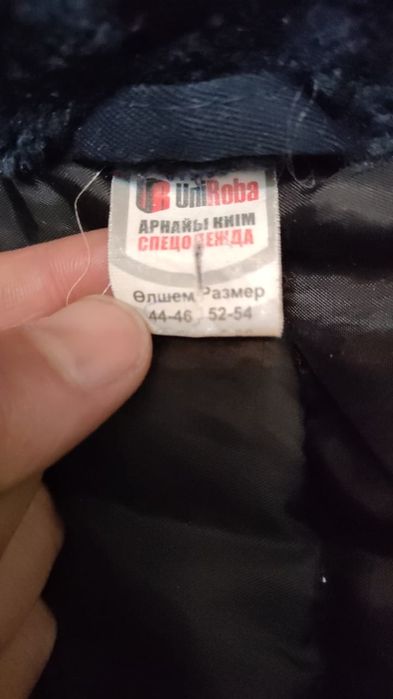 UniRoba
АРНАЙЫ КИІМ
СПЕЦОДЕЖДА
Өлшем Размер
44-46 52-54